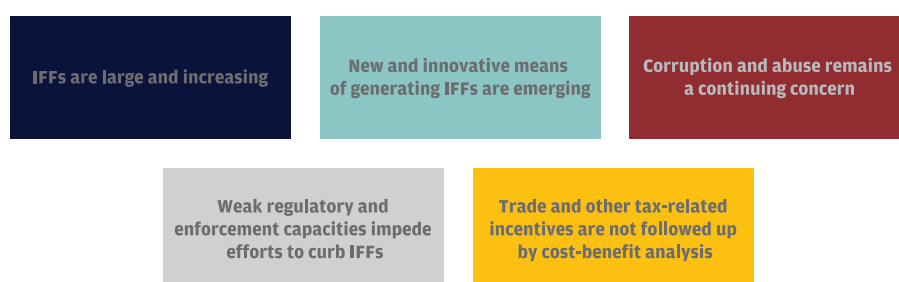 IFFs are large and increasing
New and innovative means
of generating IFFs are emerging
Corruption and abuse remains
a continuing concern
Weak regulatory and
enforcement capacities impede
efforts to curb IFFs
Trade and other tax-related
incentives are not followed up
by cost-benefit analysis